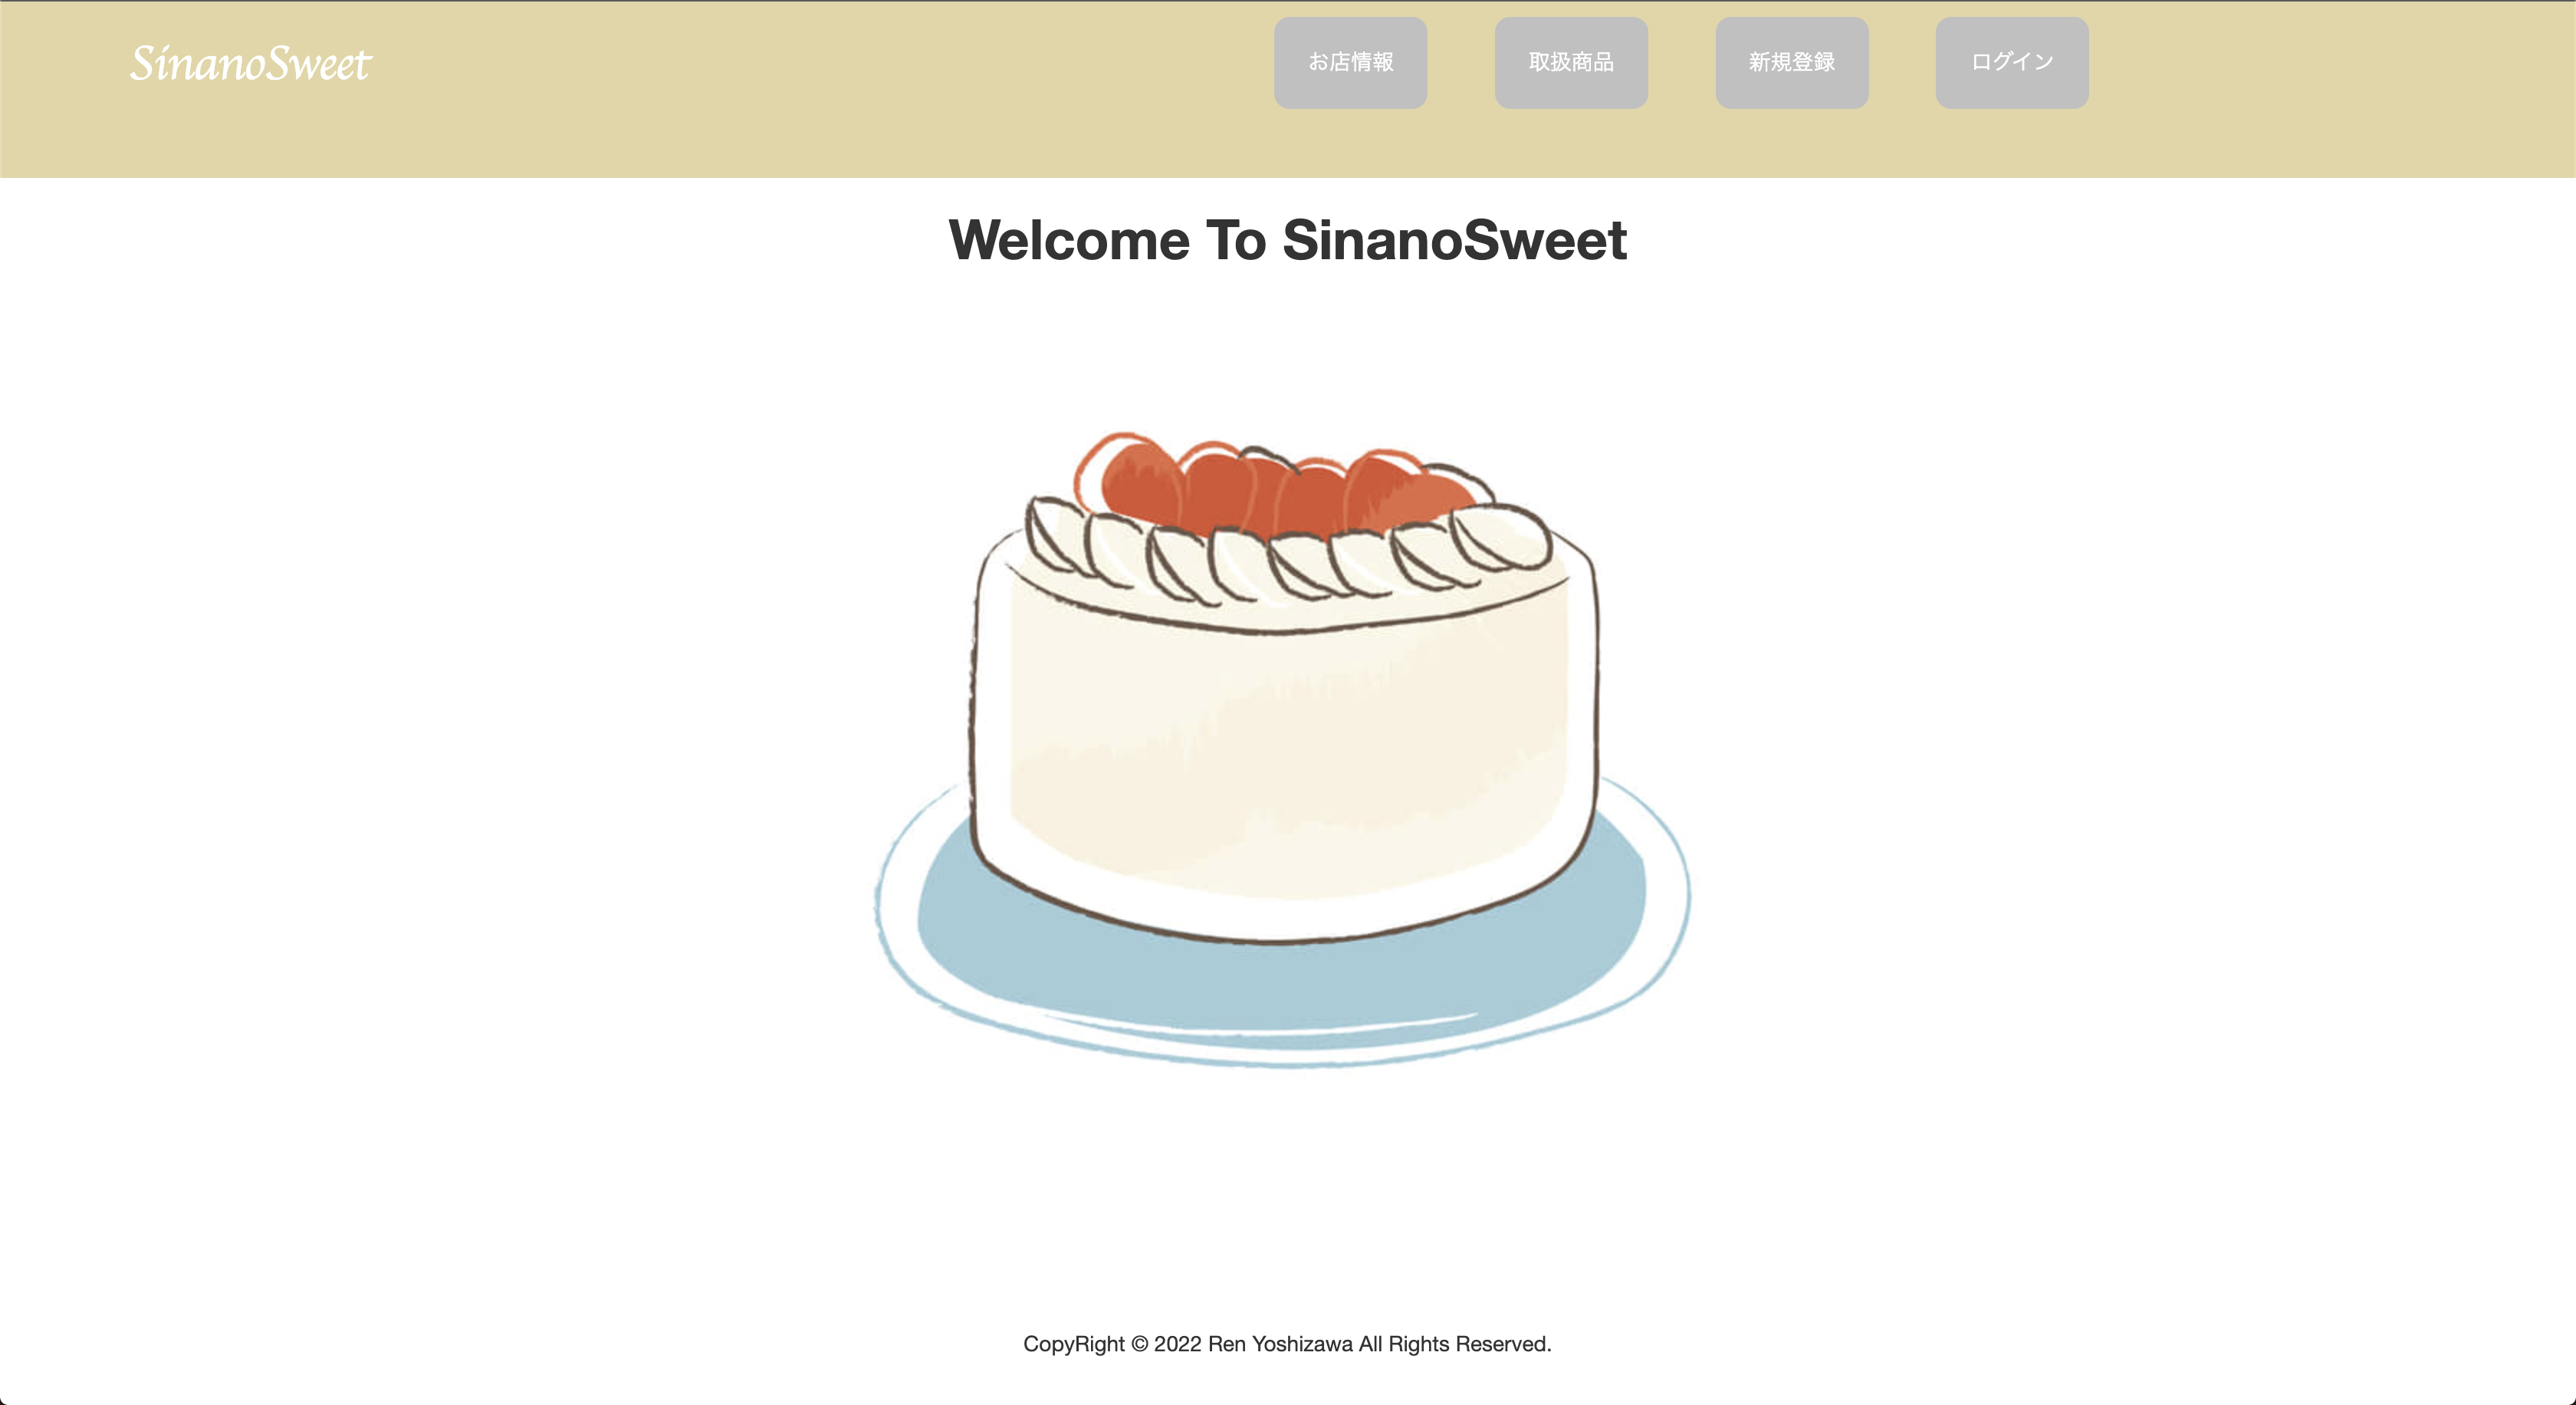 SinanoSweet
お店情報
取扱商品
新規登録
ログイン
Welcome To SinanoSweet
CopyRight © 2022 Ren Yoshizawa All Rights Reserved.